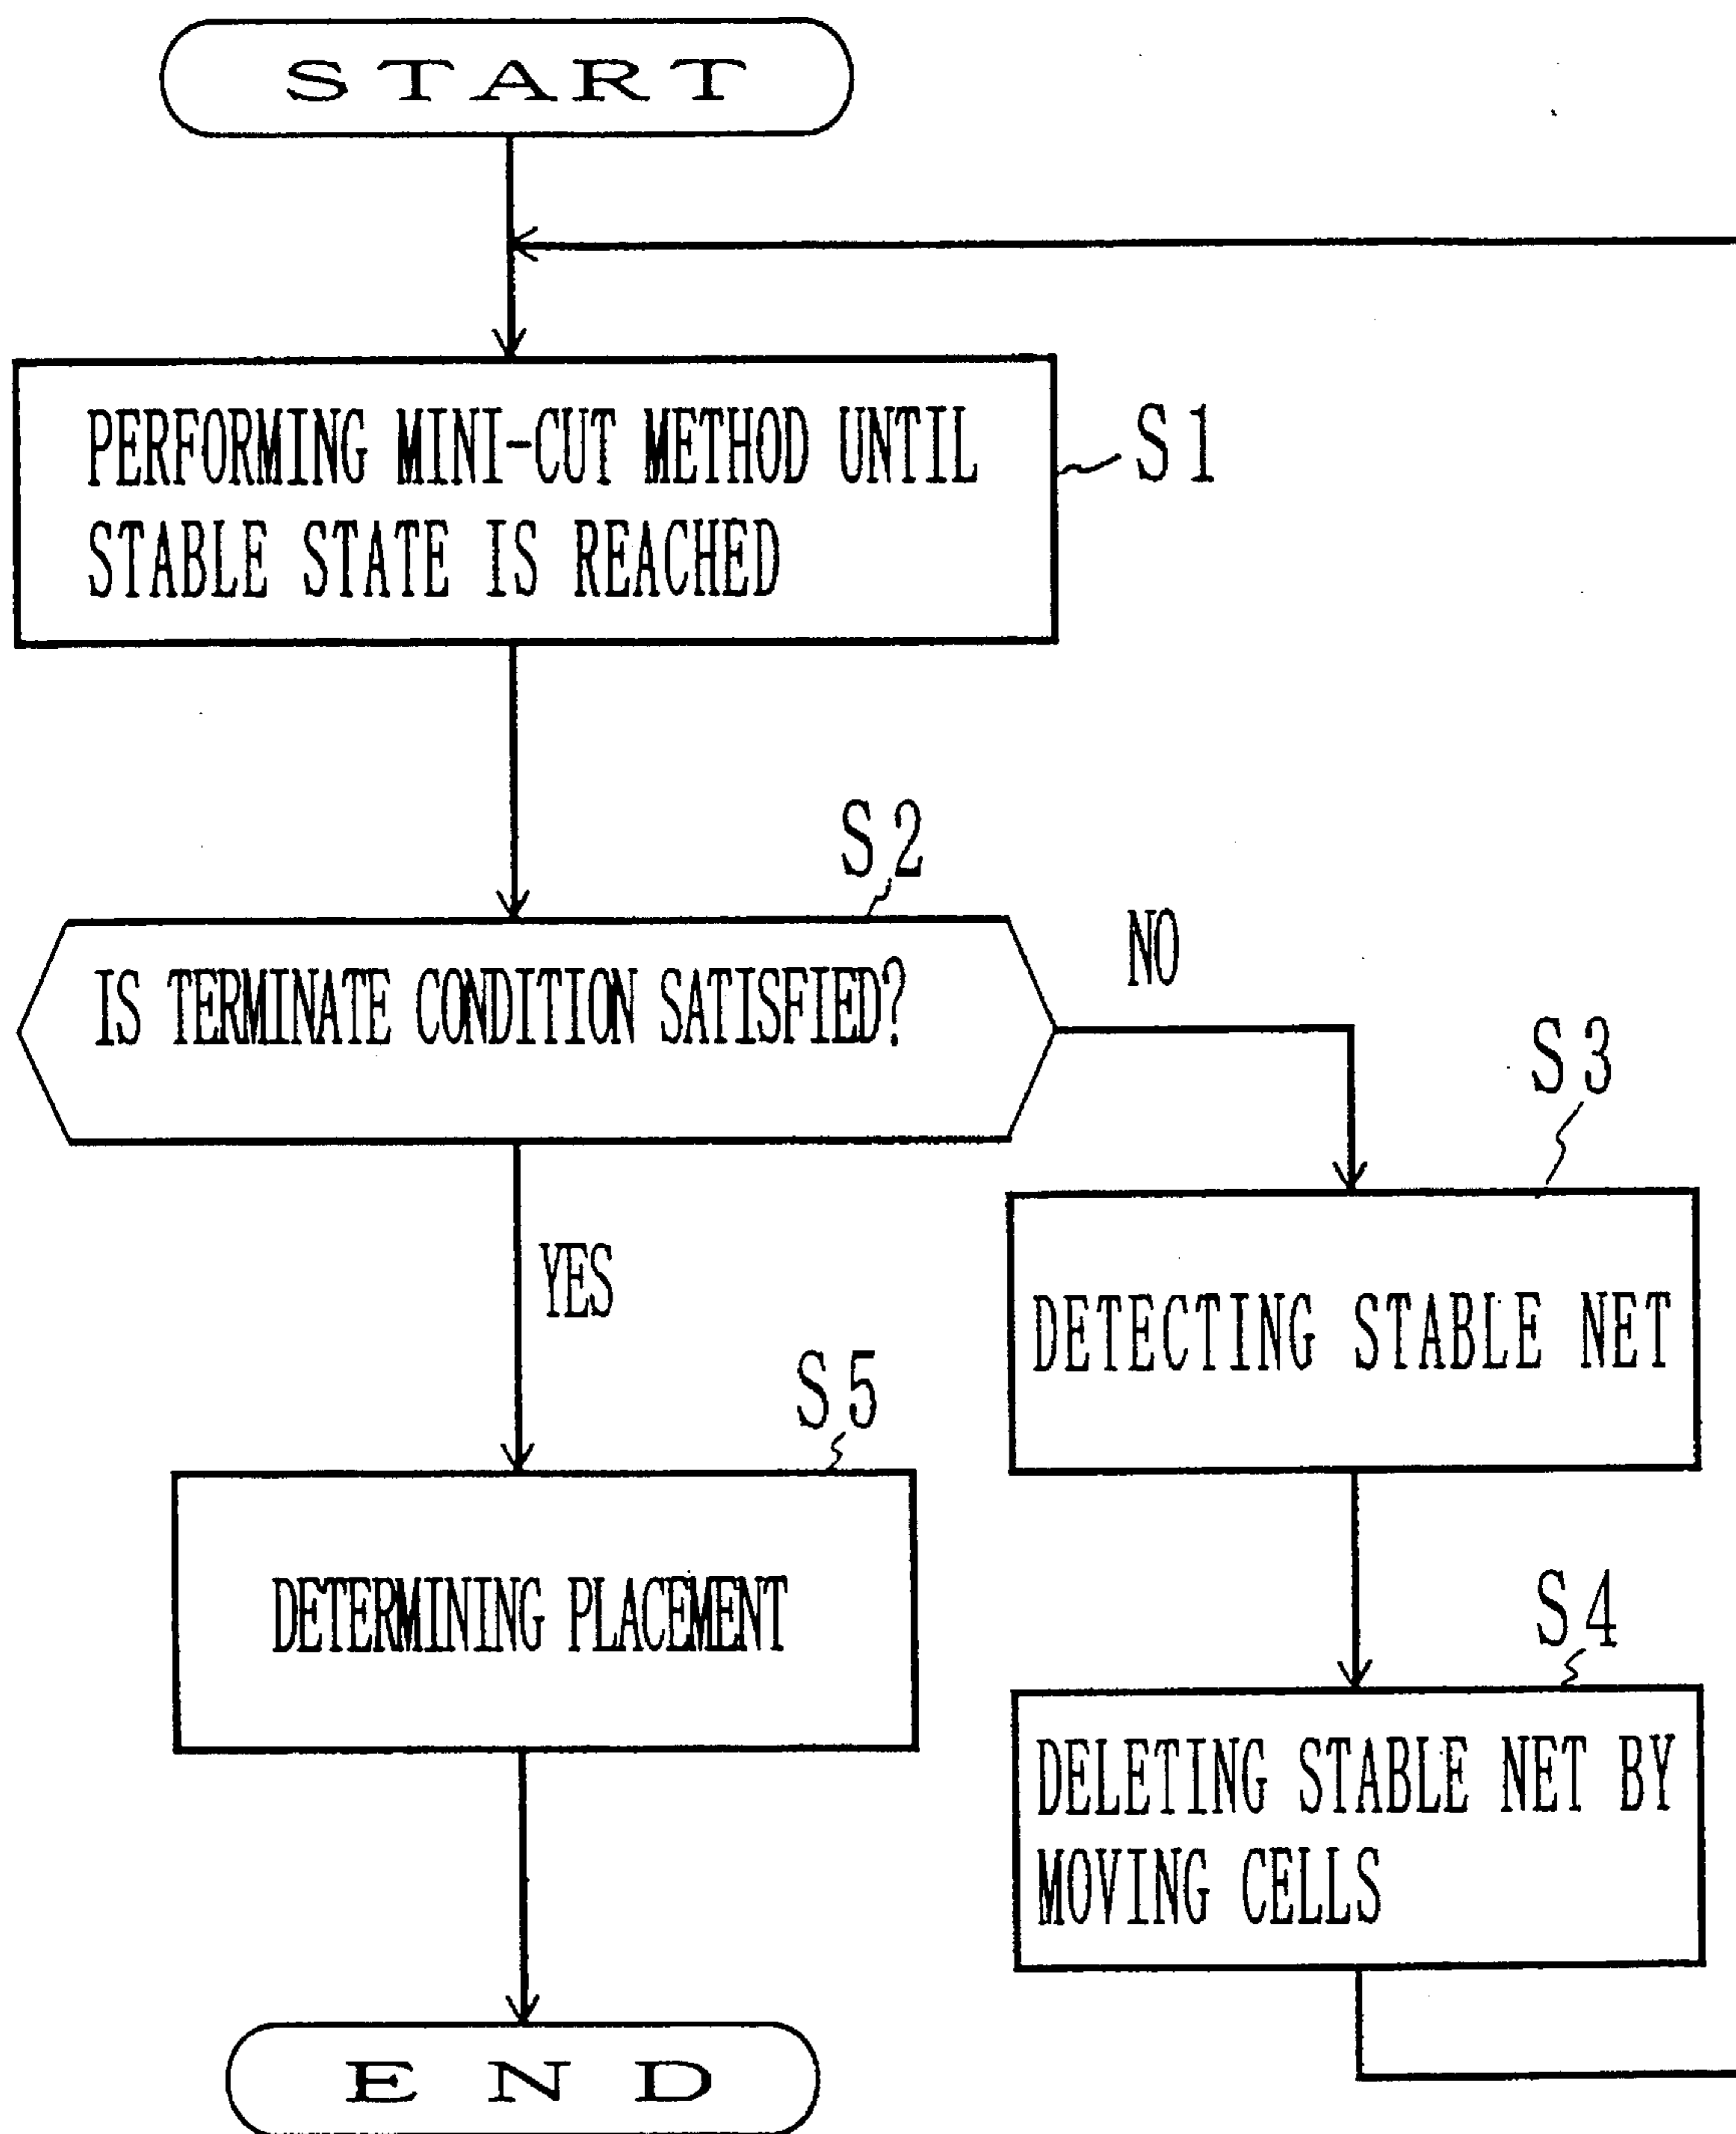 START
PERFORMING MINI-CUT METHOD UNTIL
STABLE STATE IS REACHED
S1
S2
IS TERMINATE CONDITION SATISFIED?
NO
YES
S3
DETECTING STABLE NET
S4
DELETING STABLE NET BY
MOVING CELLS
S5
DETERMINING PLACEMENT
END